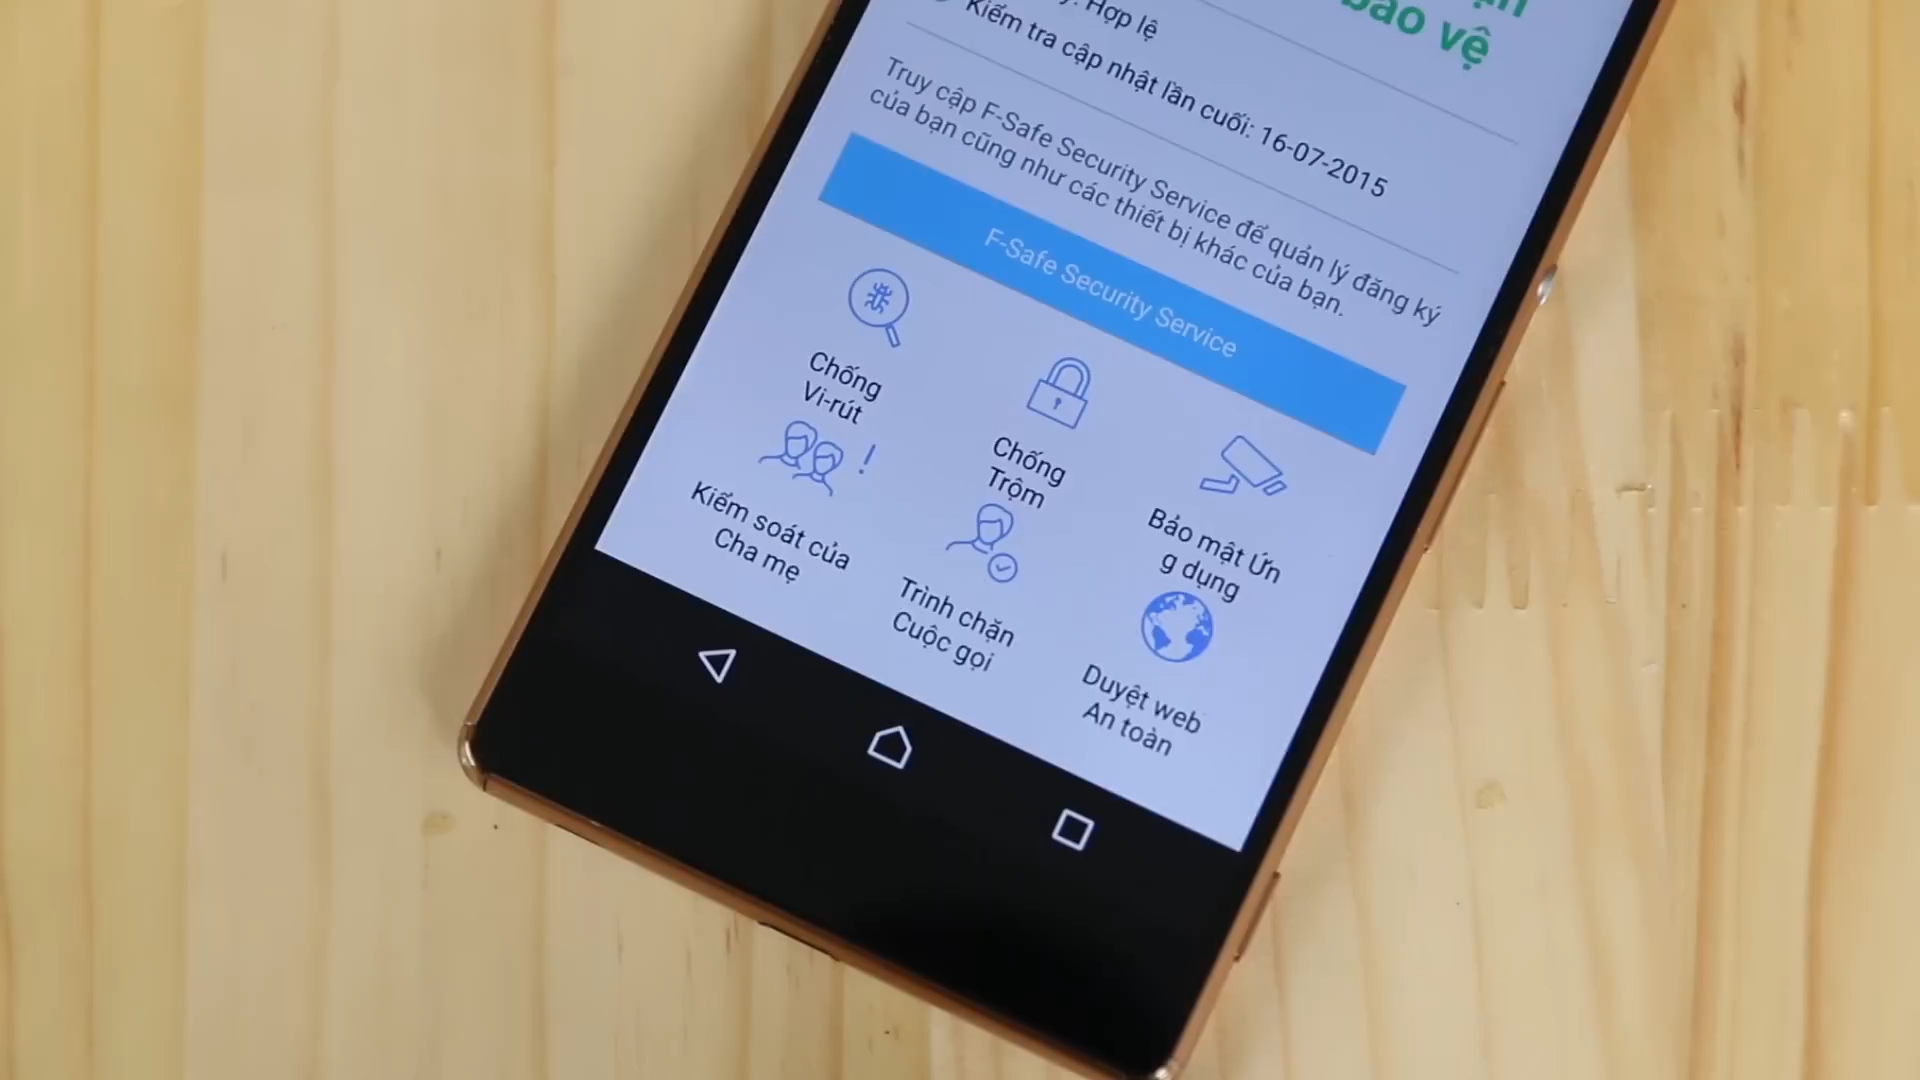 bảo vệ
Hợp lệ
Kiểm tra cập nhật lần cuối: 16-07-2015
Truy cập F-Safe Security Service để quản lý đăng ký
của bạn cũng như các thiết bị khác của bạn.
F-Safe Security Service
Chống
Vi-rút
Chống
Trộm
Bảo mật Ứn
g dụng
Kiểm soát của
Cha mẹ
Trình chặn
Cuộc gọi
Duyệt web
An toàn